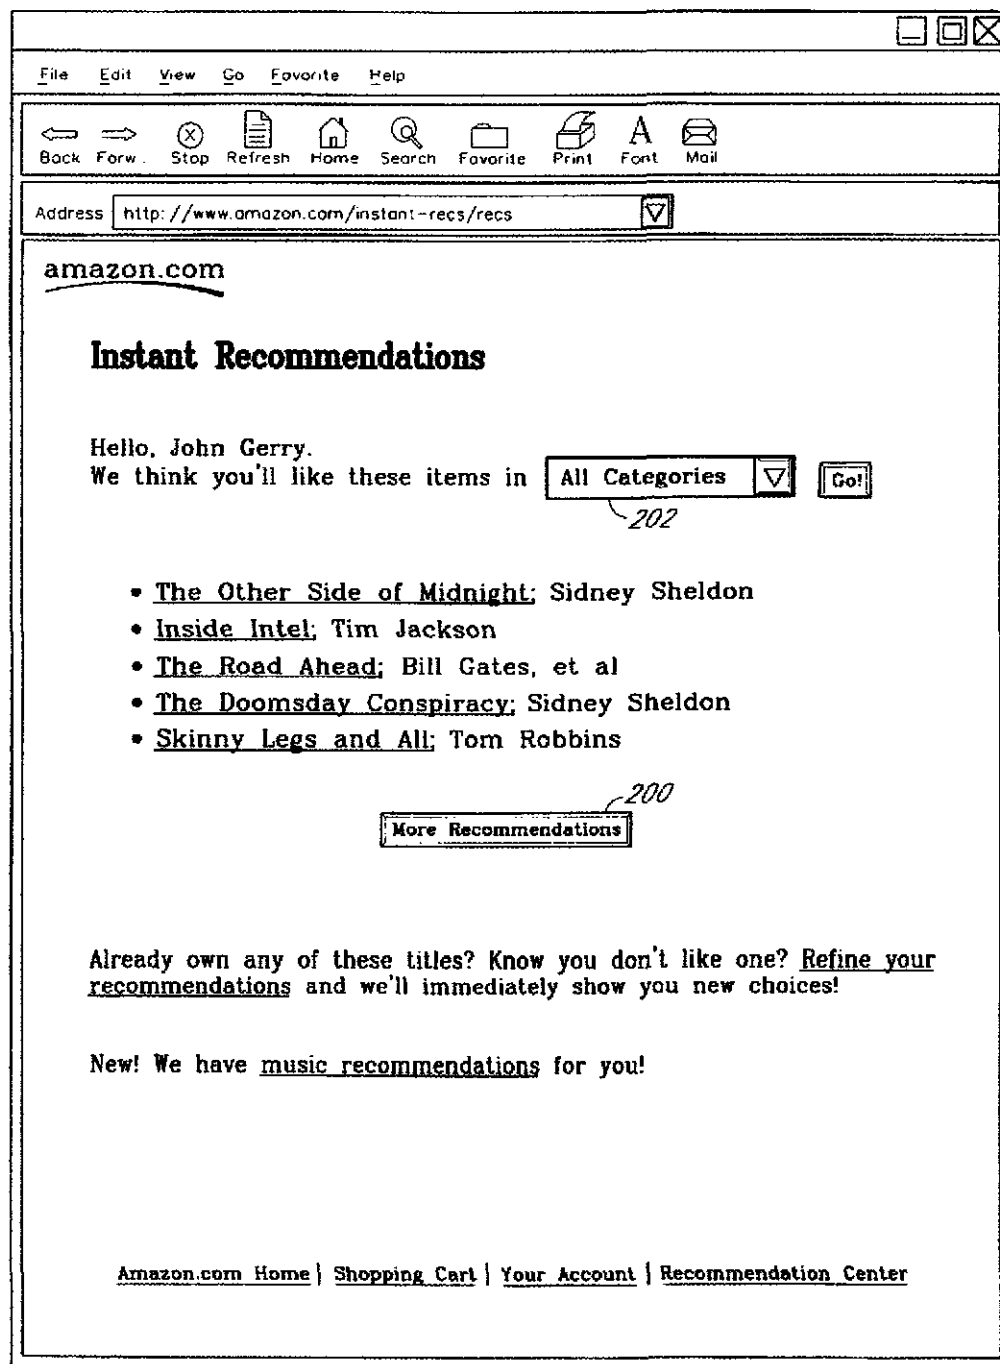 File Edit View Go Favorite Help
Back Forw. Stop Refresh Home Search Favorite Print Font Mail
Address http://www.amazon.com/instant-recs/recs
amazon.com
Instant Recommendations
Hello, John Gerry.
We think you'll like these items in All Categories Go!
202
• The Other Side of Midnight; Sidney Sheldon
• Inside Intel; Tim Jackson
• The Road Ahead; Bill Gates, et al
• The Doomsday Conspiracy; Sidney Sheldon
• Skinny Legs and All; Tom Robbins
200
More Recommendations
Already own any of these titles? Know you don't like one? Refine your
recommendations and we'll immediately show you new choices!
New! We have music recommendations for you!
Amazon.com Home | Shopping Cart | Your Account | Recommendation Center